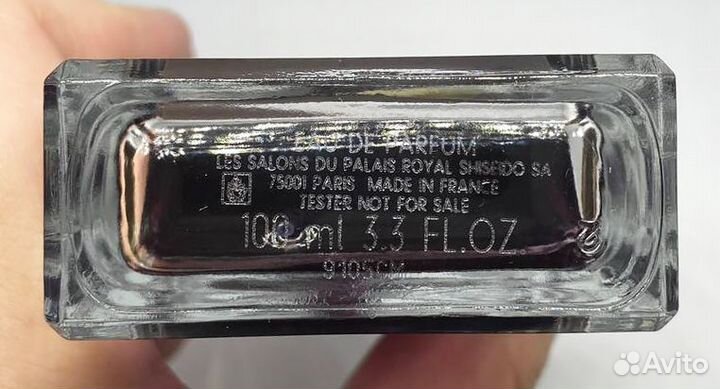 EAU DE PARFUM
LES SALONS DU PALAIS ROYAL SHISEIDO SA
75001 PARIS MADE IN FRANCE
TESTER NOT FOR SALE
100 ml 3.3 FL.OZ.
9105CM
Avito